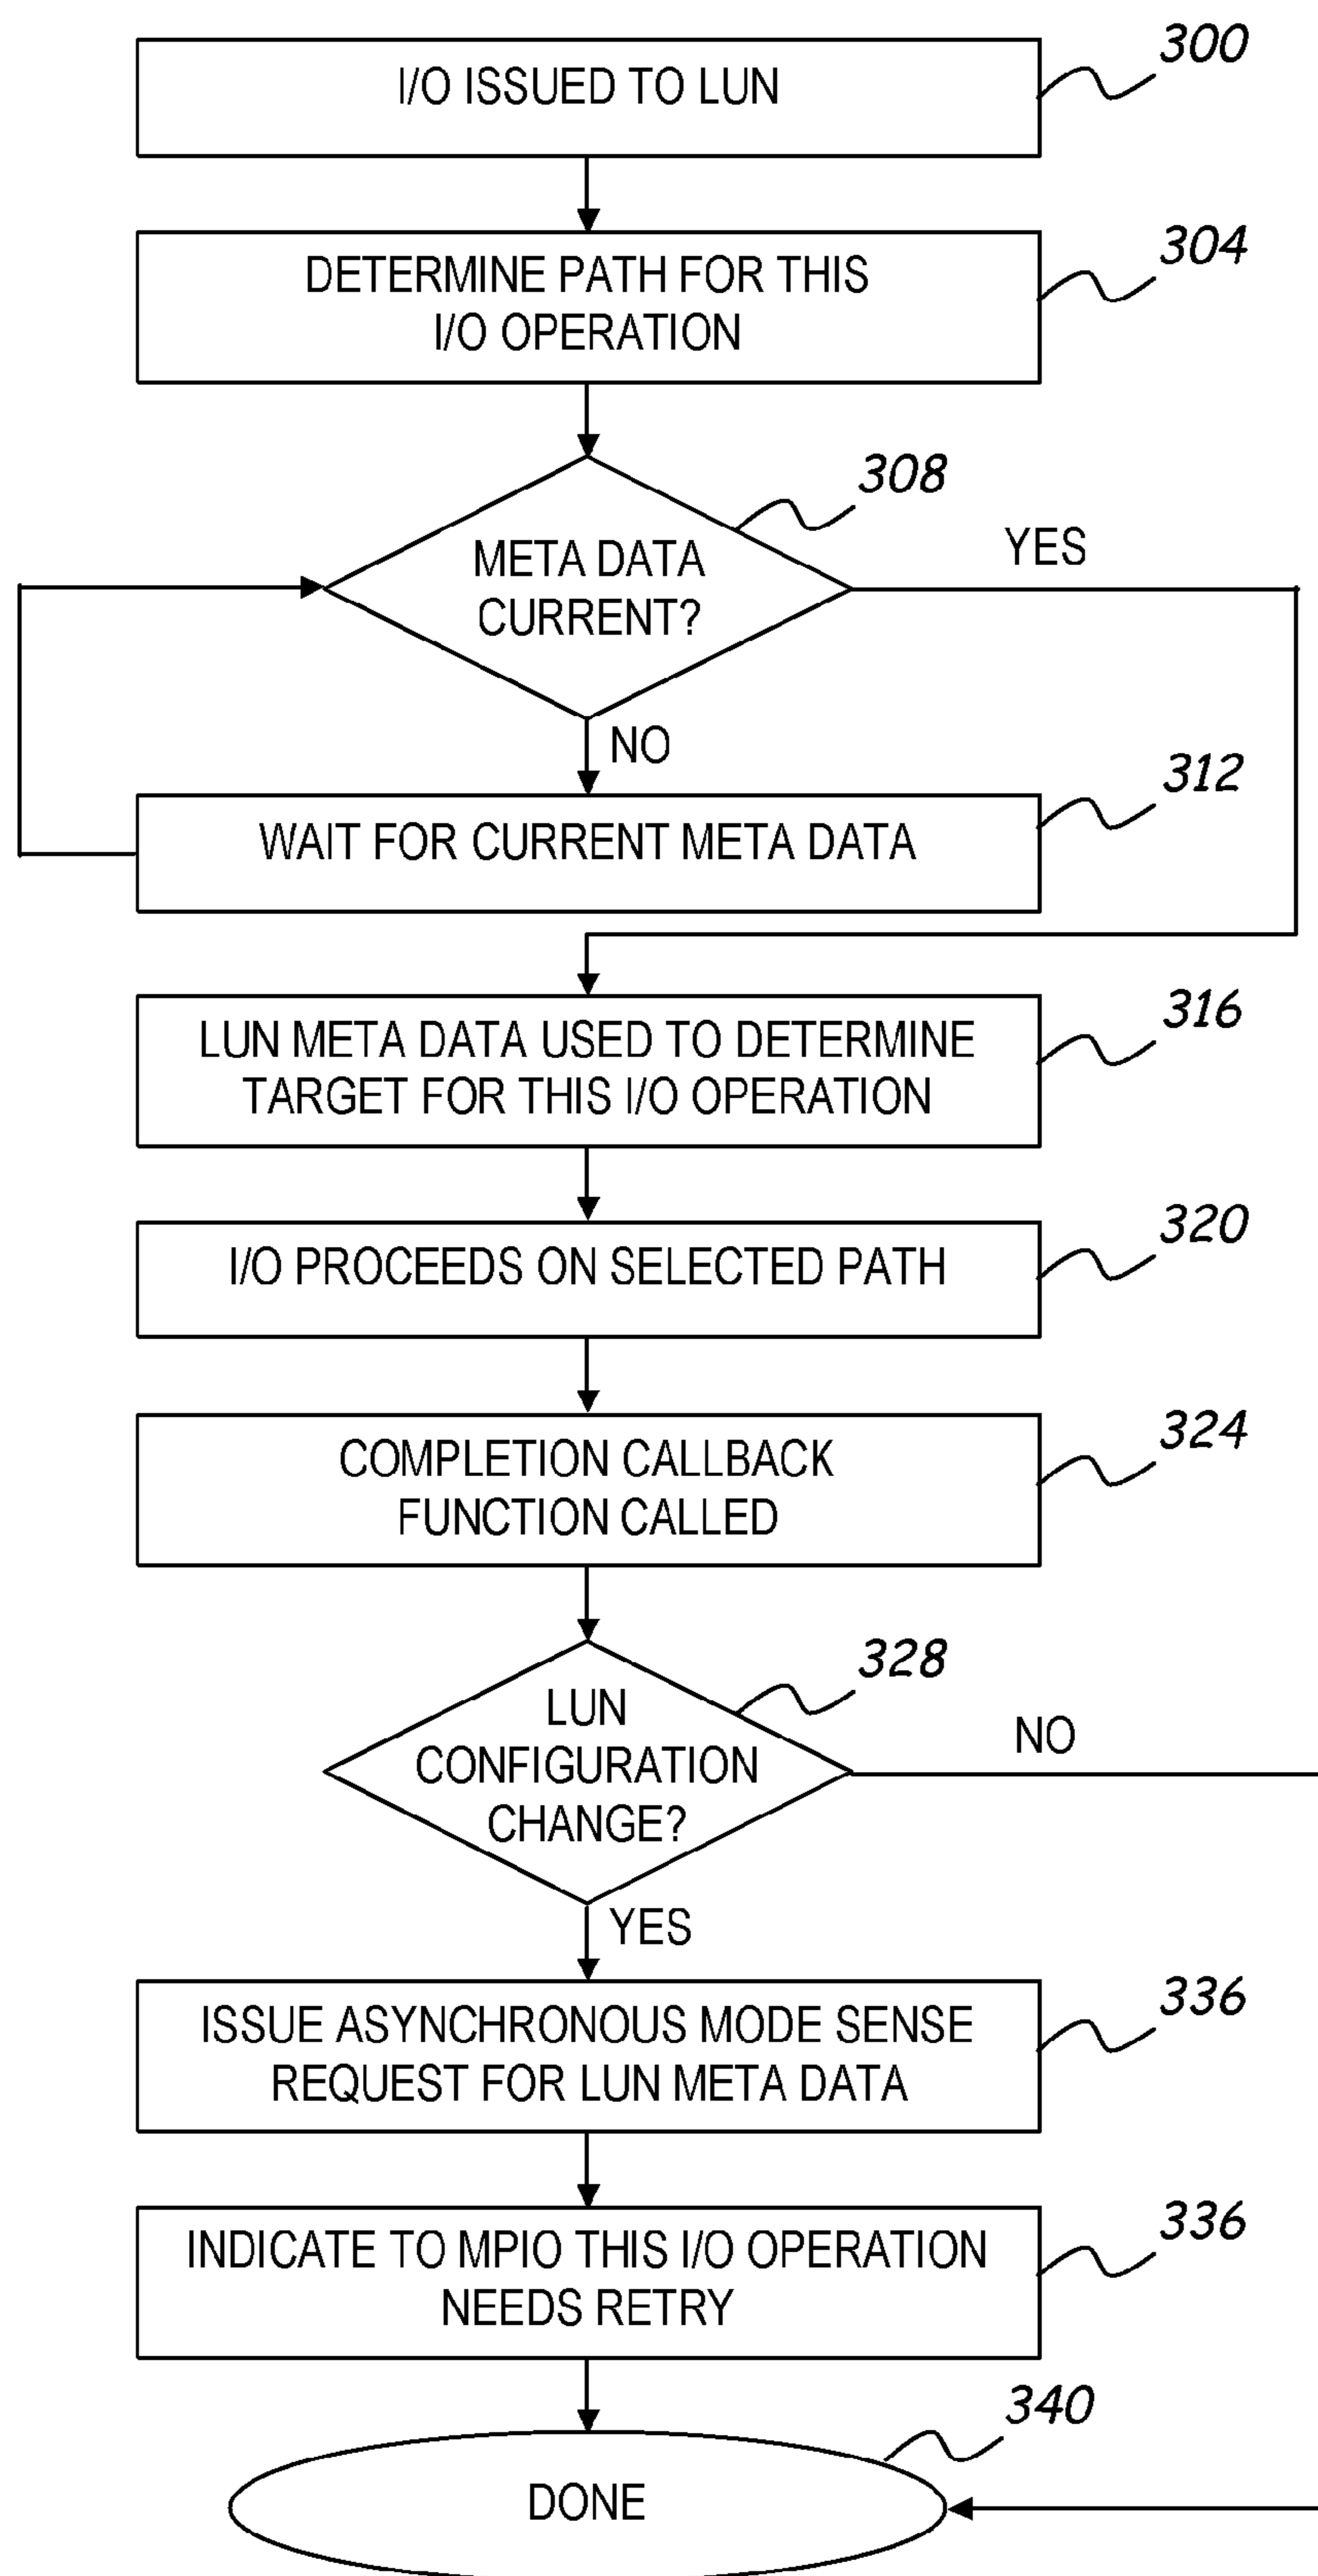 300
I/O ISSUED TO LUN
304
DETERMINE PATH FOR THIS
I/O OPERATION
308
META DATA
CURRENT?
YES
NO
312
WAIT FOR CURRENT META DATA
316
LUN META DATA USED TO DETERMINE
TARGET FOR THIS I/O OPERATION
320
I/O PROCEEDS ON SELECTED PATH
324
COMPLETION CALLBACK
FUNCTION CALLED
328
LUN
CONFIGURATION
CHANGE?
NO
YES
336
ISSUE ASYNCHRONOUS MODE SENSE
REQUEST FOR LUN META DATA
336
INDICATE TO MPIO THIS I/O OPERATION
NEEDS RETRY
340
DONE